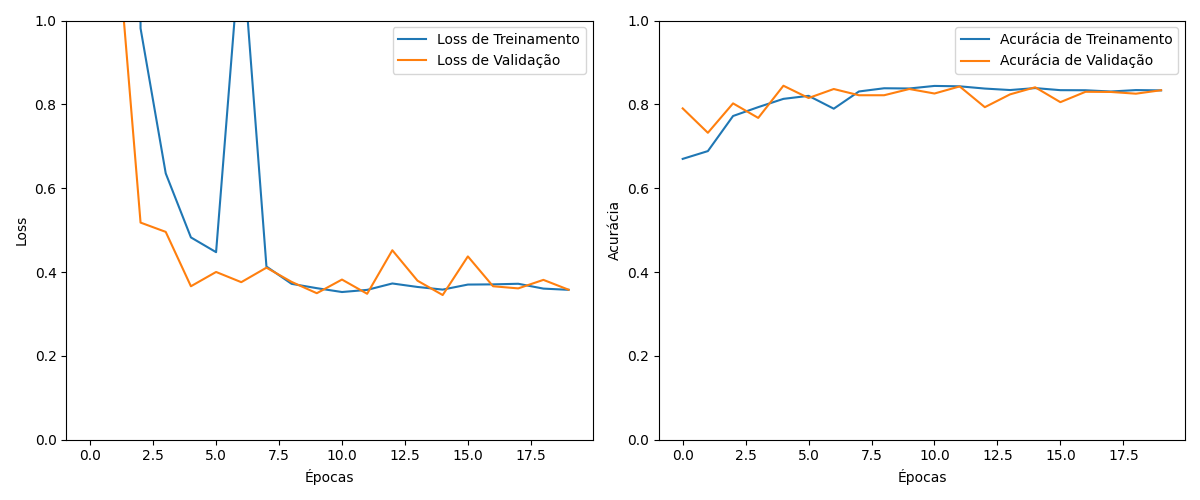 1.0
0.8
0.6
0.4
0.2
0.0
Loss
Loss de Treinamento
Loss de Validação
0.0 2.5 5.0 7.5 10.0 12.5 15.0 17.5
Épocas
1.0
0.8
0.6
0.4
0.2
0.0
Acurácia
Acurácia de Treinamento
Acurácia de Validação
0.0 2.5 5.0 7.5 10.0 12.5 15.0 17.5
Épocas